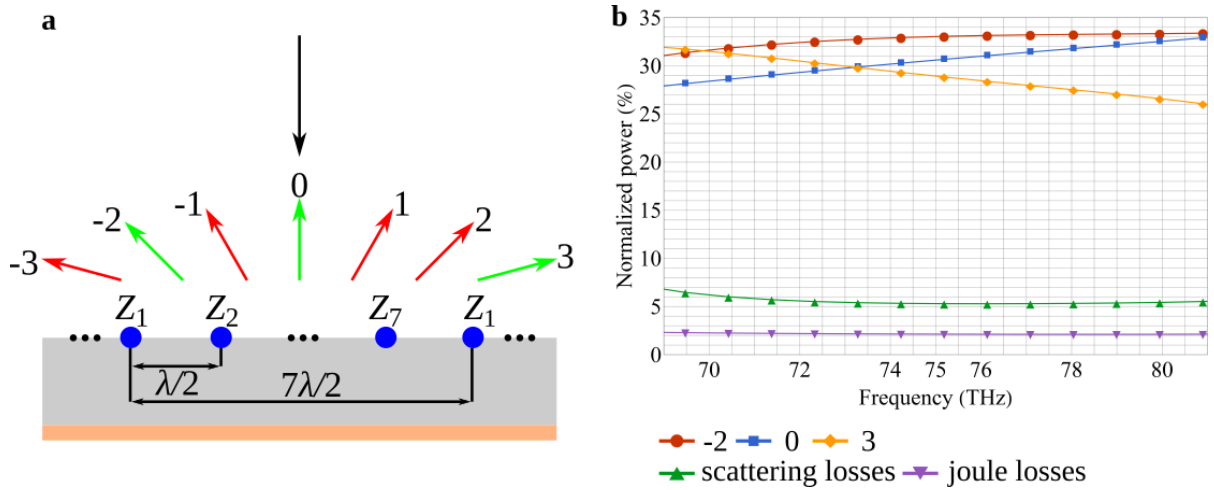 a
0
-1
1
-2
2
-3
3
Z1
Z2
Z7
Z1
...
...
...
λ/2
7λ/2
b
Normalized power (%)
35
30
25
20
15
10
5
0
70 72 74 75 76 78 80
Frequency (THz)
-2 0 3
scattering losses joule losses